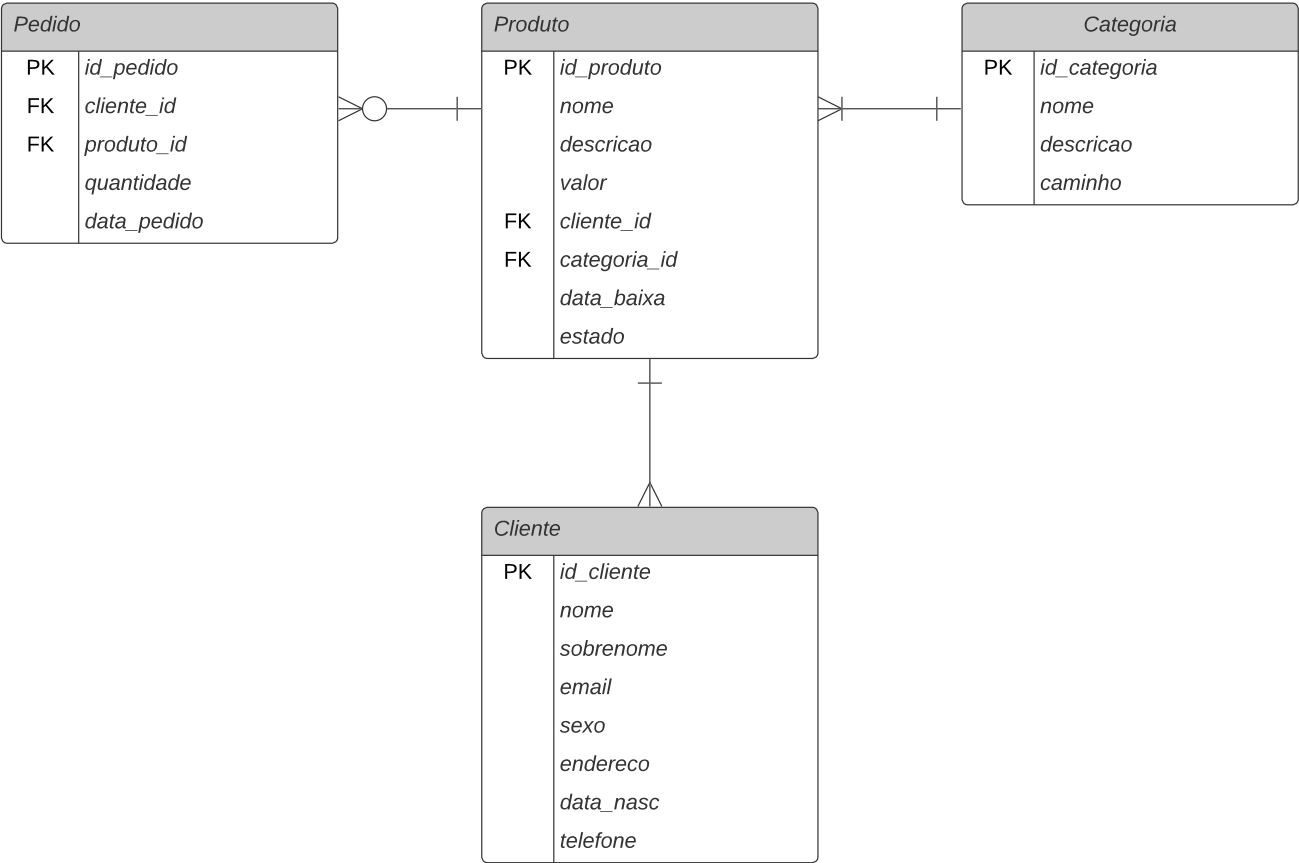 Pedido
PK id_pedido
FK cliente_id
FK produto_id
quantidade
data_pedido
Produto
PK id_produto
nome
descricao
valor
FK cliente_id
FK categoria_id
data_baixa
estado
Categoria
PK id_categoria
nome
descricao
caminho
Cliente
PK id_cliente
nome
sobrenome
email
sexo
endereco
data_nasc
telefone